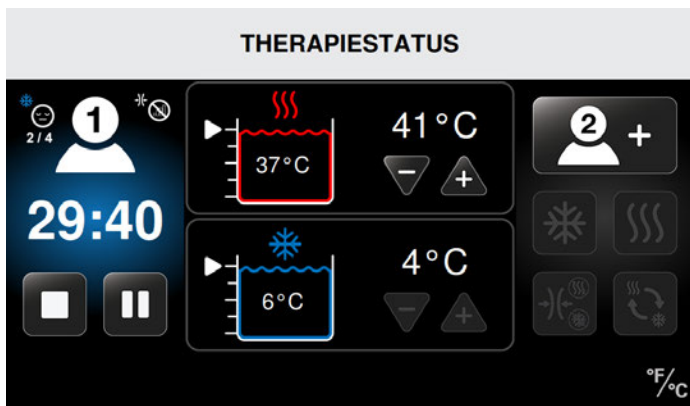 THERAPIESTATUS
1
2/4
29:40
41°C
37°C
4°C
6°C
2 +
°F/°C